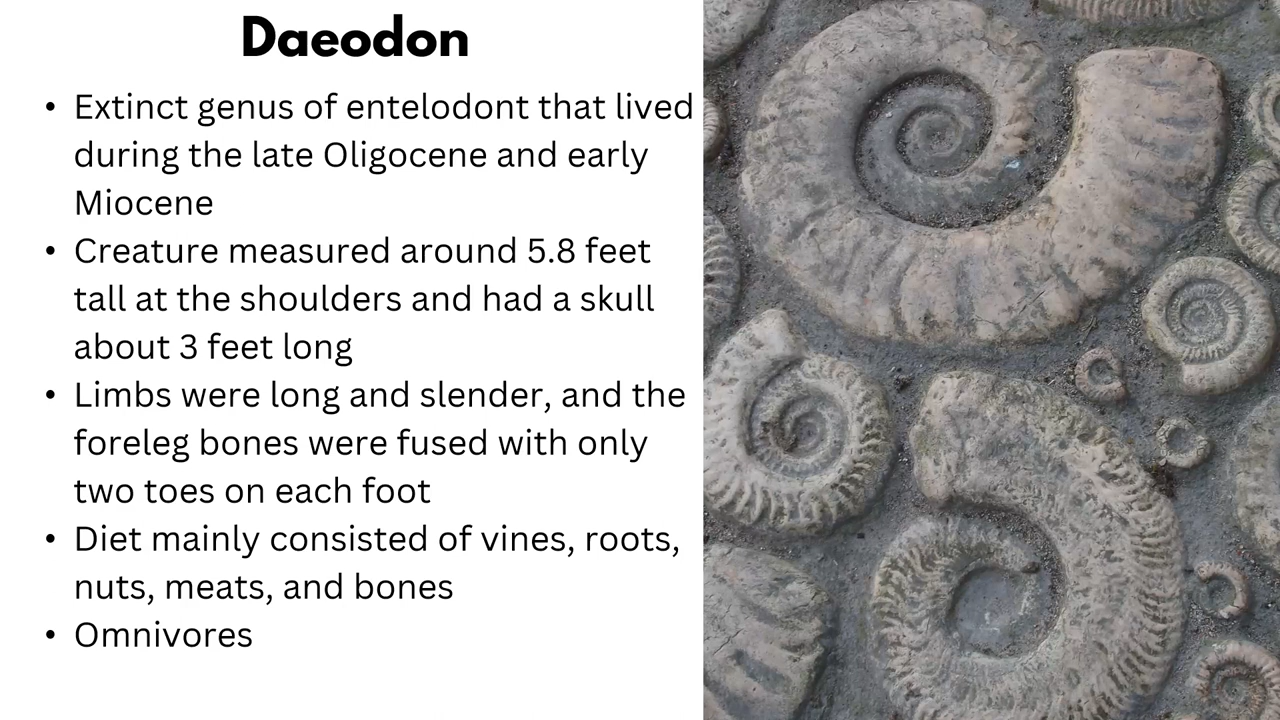 Daeodon
• Extinct genus of entelodont that lived
during the late Oligocene and early
Miocene
• Creature measured around 5.8 feet
tall at the shoulders and had a skull
about 3 feet long
• Limbs were long and slender, and the
foreleg bones were fused with only
two toes on each foot
• Diet mainly consisted of vines, roots,
nuts, meats, and bones
• Omnivores